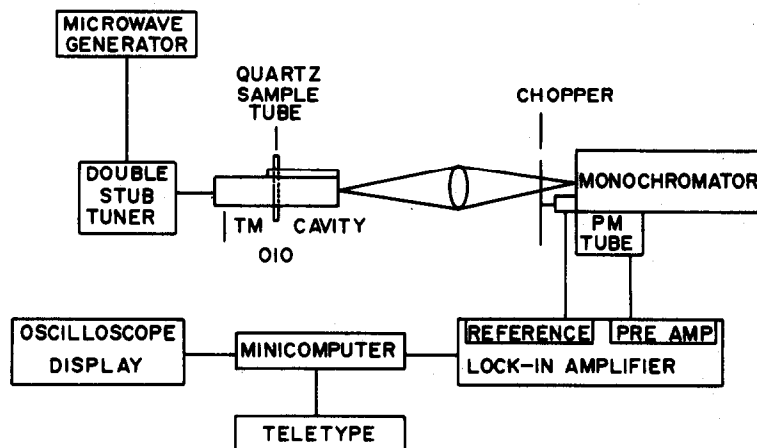 MICROWAVE
GENERATOR
QUARTZ
SAMPLE
TUBE
CHOPPER
DOUBLE
STUB
TUNER
TM CAVITY
010
MONOCHROMATOR
PM
TUBE
OSCILLOSCOPE
DISPLAY
MINICOMPUTER
REFERENCE PRE AMP
LOCK-IN AMPLIFIER
TELETYPE